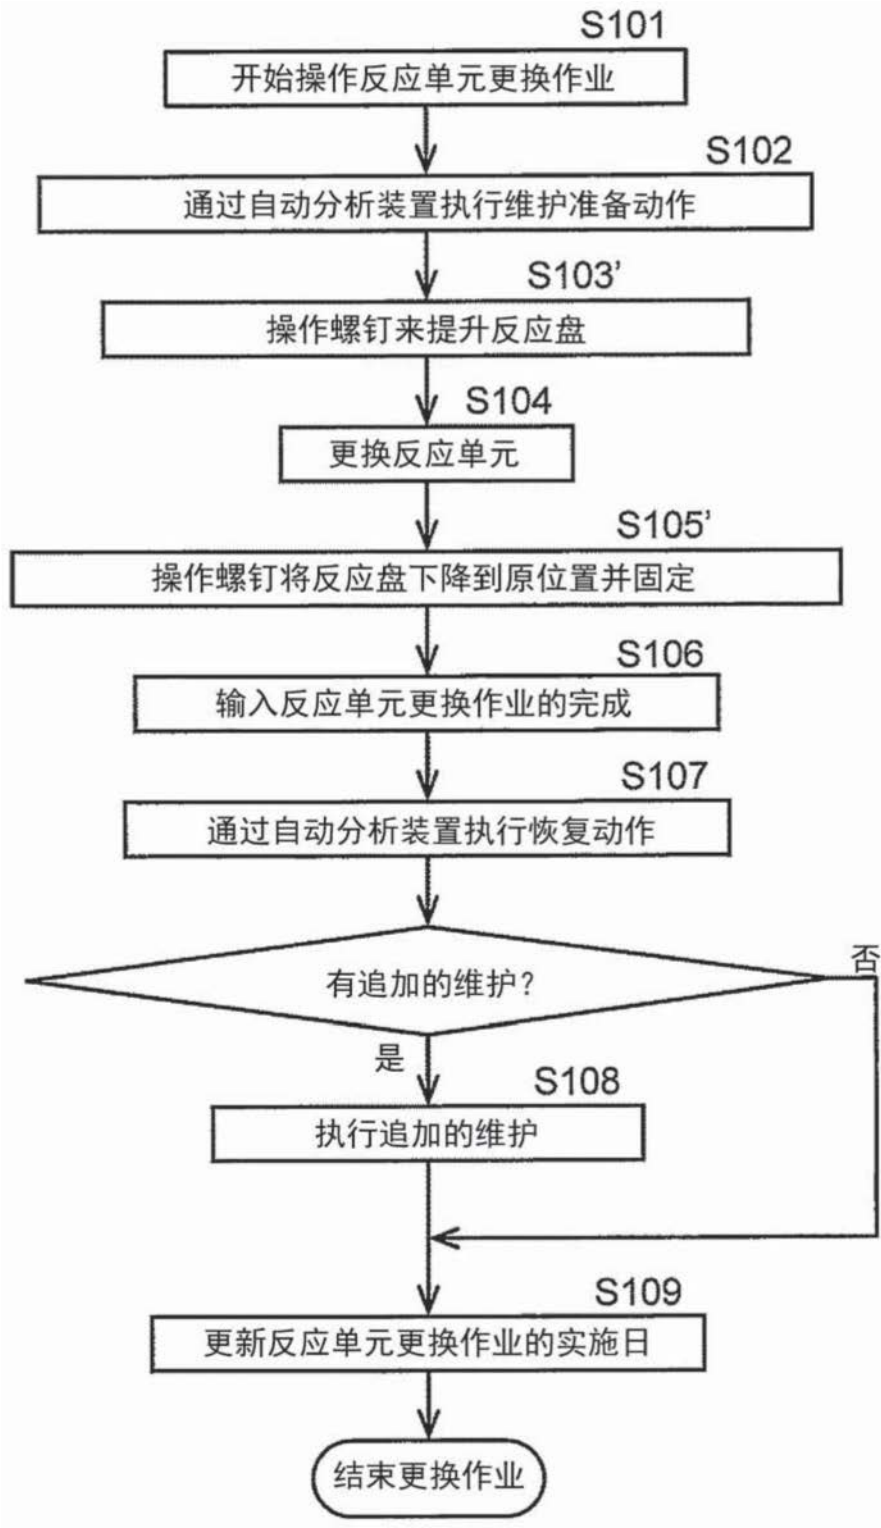 S101
开始操作反应单元更换作业
S102
通过自动分析装置执行维护准备动作
S103’
操作螺钉来提升反应盘
S104
更换反应单元
S105’
操作螺钉将反应盘下降到原位置并固定
S106
输入反应单元更换作业的完成
S107
通过自动分析装置执行恢复动作
否
有追加的维护?
是
S108
执行追加的维护
S109
更新反应单元更换作业的实施日
结束更换作业